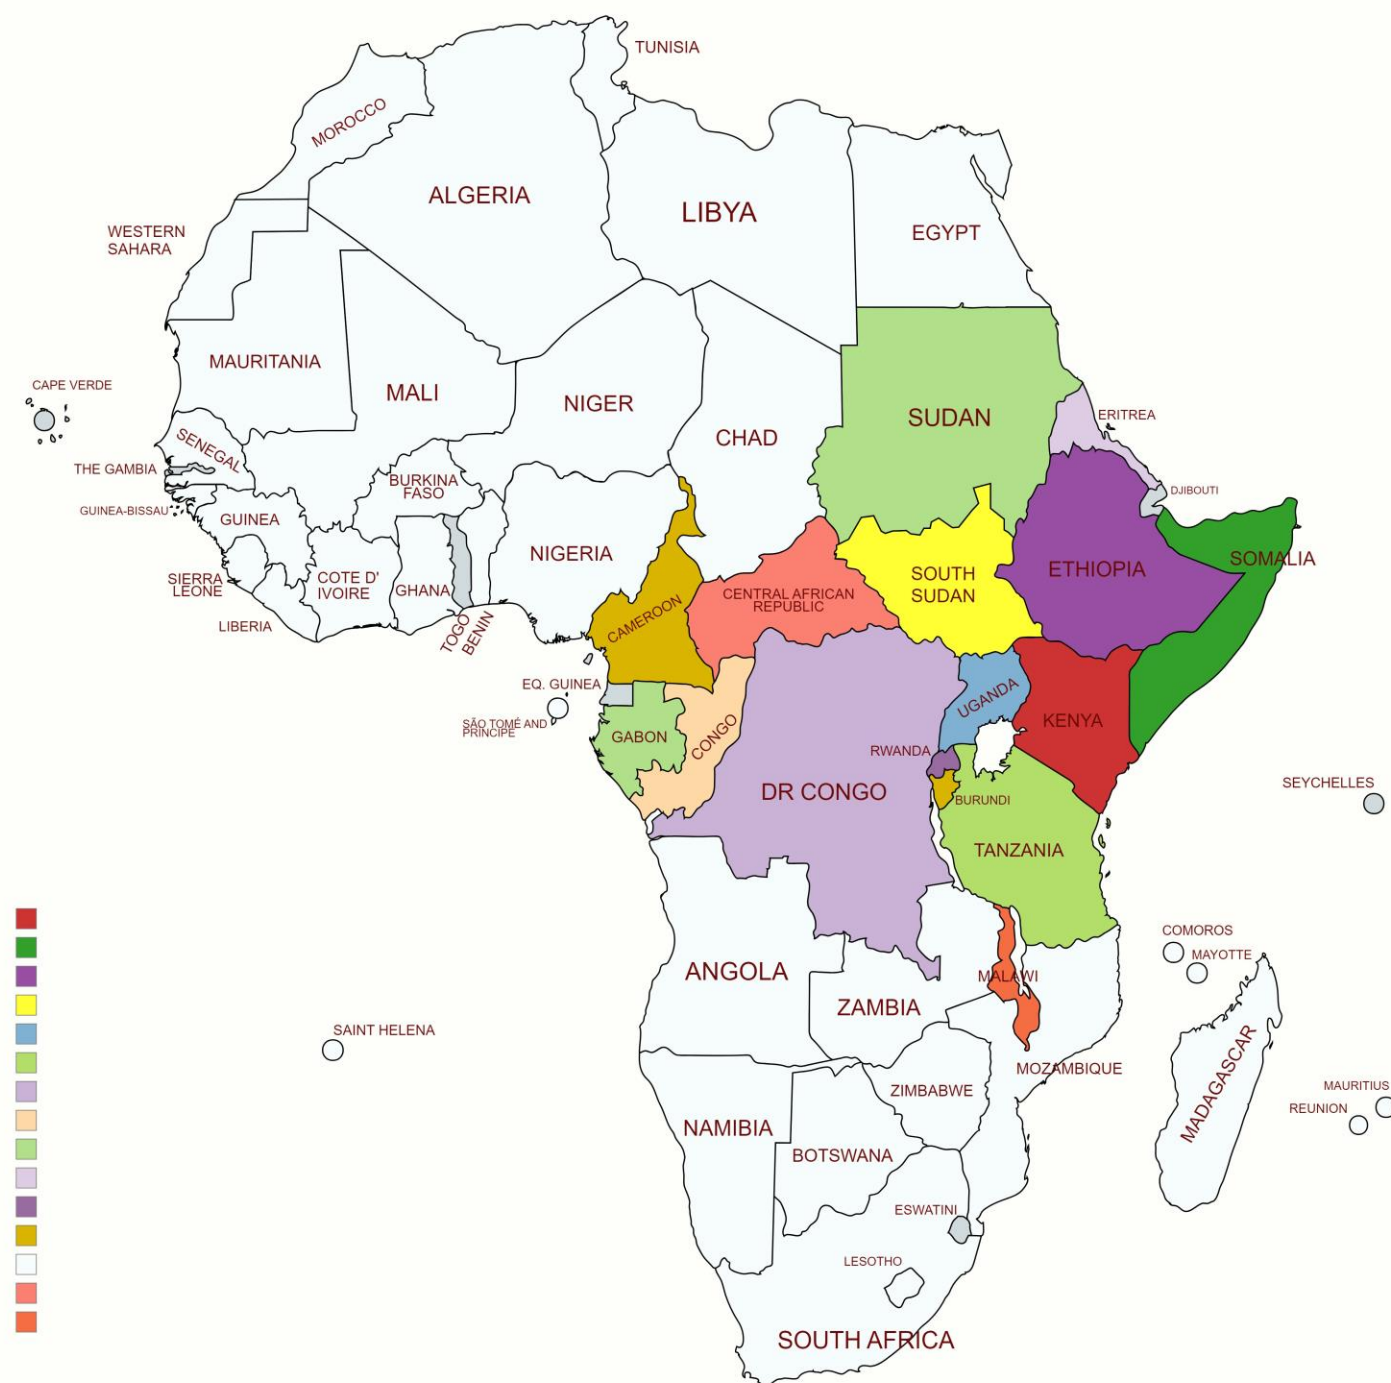 TUNISIA
MOROCCO
ALGERIA
LIBYA
EGYPT
WESTERN
SAHARA
MAURITANIA
MALI
NIGER
CHAD
SUDAN
ERITREA
CAPE VERDE
SENEGAL
THE GAMBIA
GUINEA-BISSAU
GUINEA
BURKINA
FASO
DJIBOUTI
SIERRA
LEONE
LIBERIA
COTE D'
IVOIRE
GHANA
TOGO
BENIN
NIGERIA
CAMEROON
CENTRAL AFRICAN
REPUBLIC
SOUTH
SUDAN
ETHIOPIA
SOMALIA
EQ. GUINEA
SÃO TOMÉ AND
PRINCIPE
GABON
CONGO
DR CONGO
UGANDA
KENYA
RWANDA
BURUNDI
TANZANIA
SEYCHELLES
COMOROS
MAYOTTE
ANGOLA
ZAMBIA
MALAWI
MOZAMBIQUE
SAINT HELENA
MADAGASCAR
MAURITIUS
REUNION
NAMIBIA
ZIMBABWE
BOTSWANA
ESWATINI
LESOTHO
SOUTH AFRICA